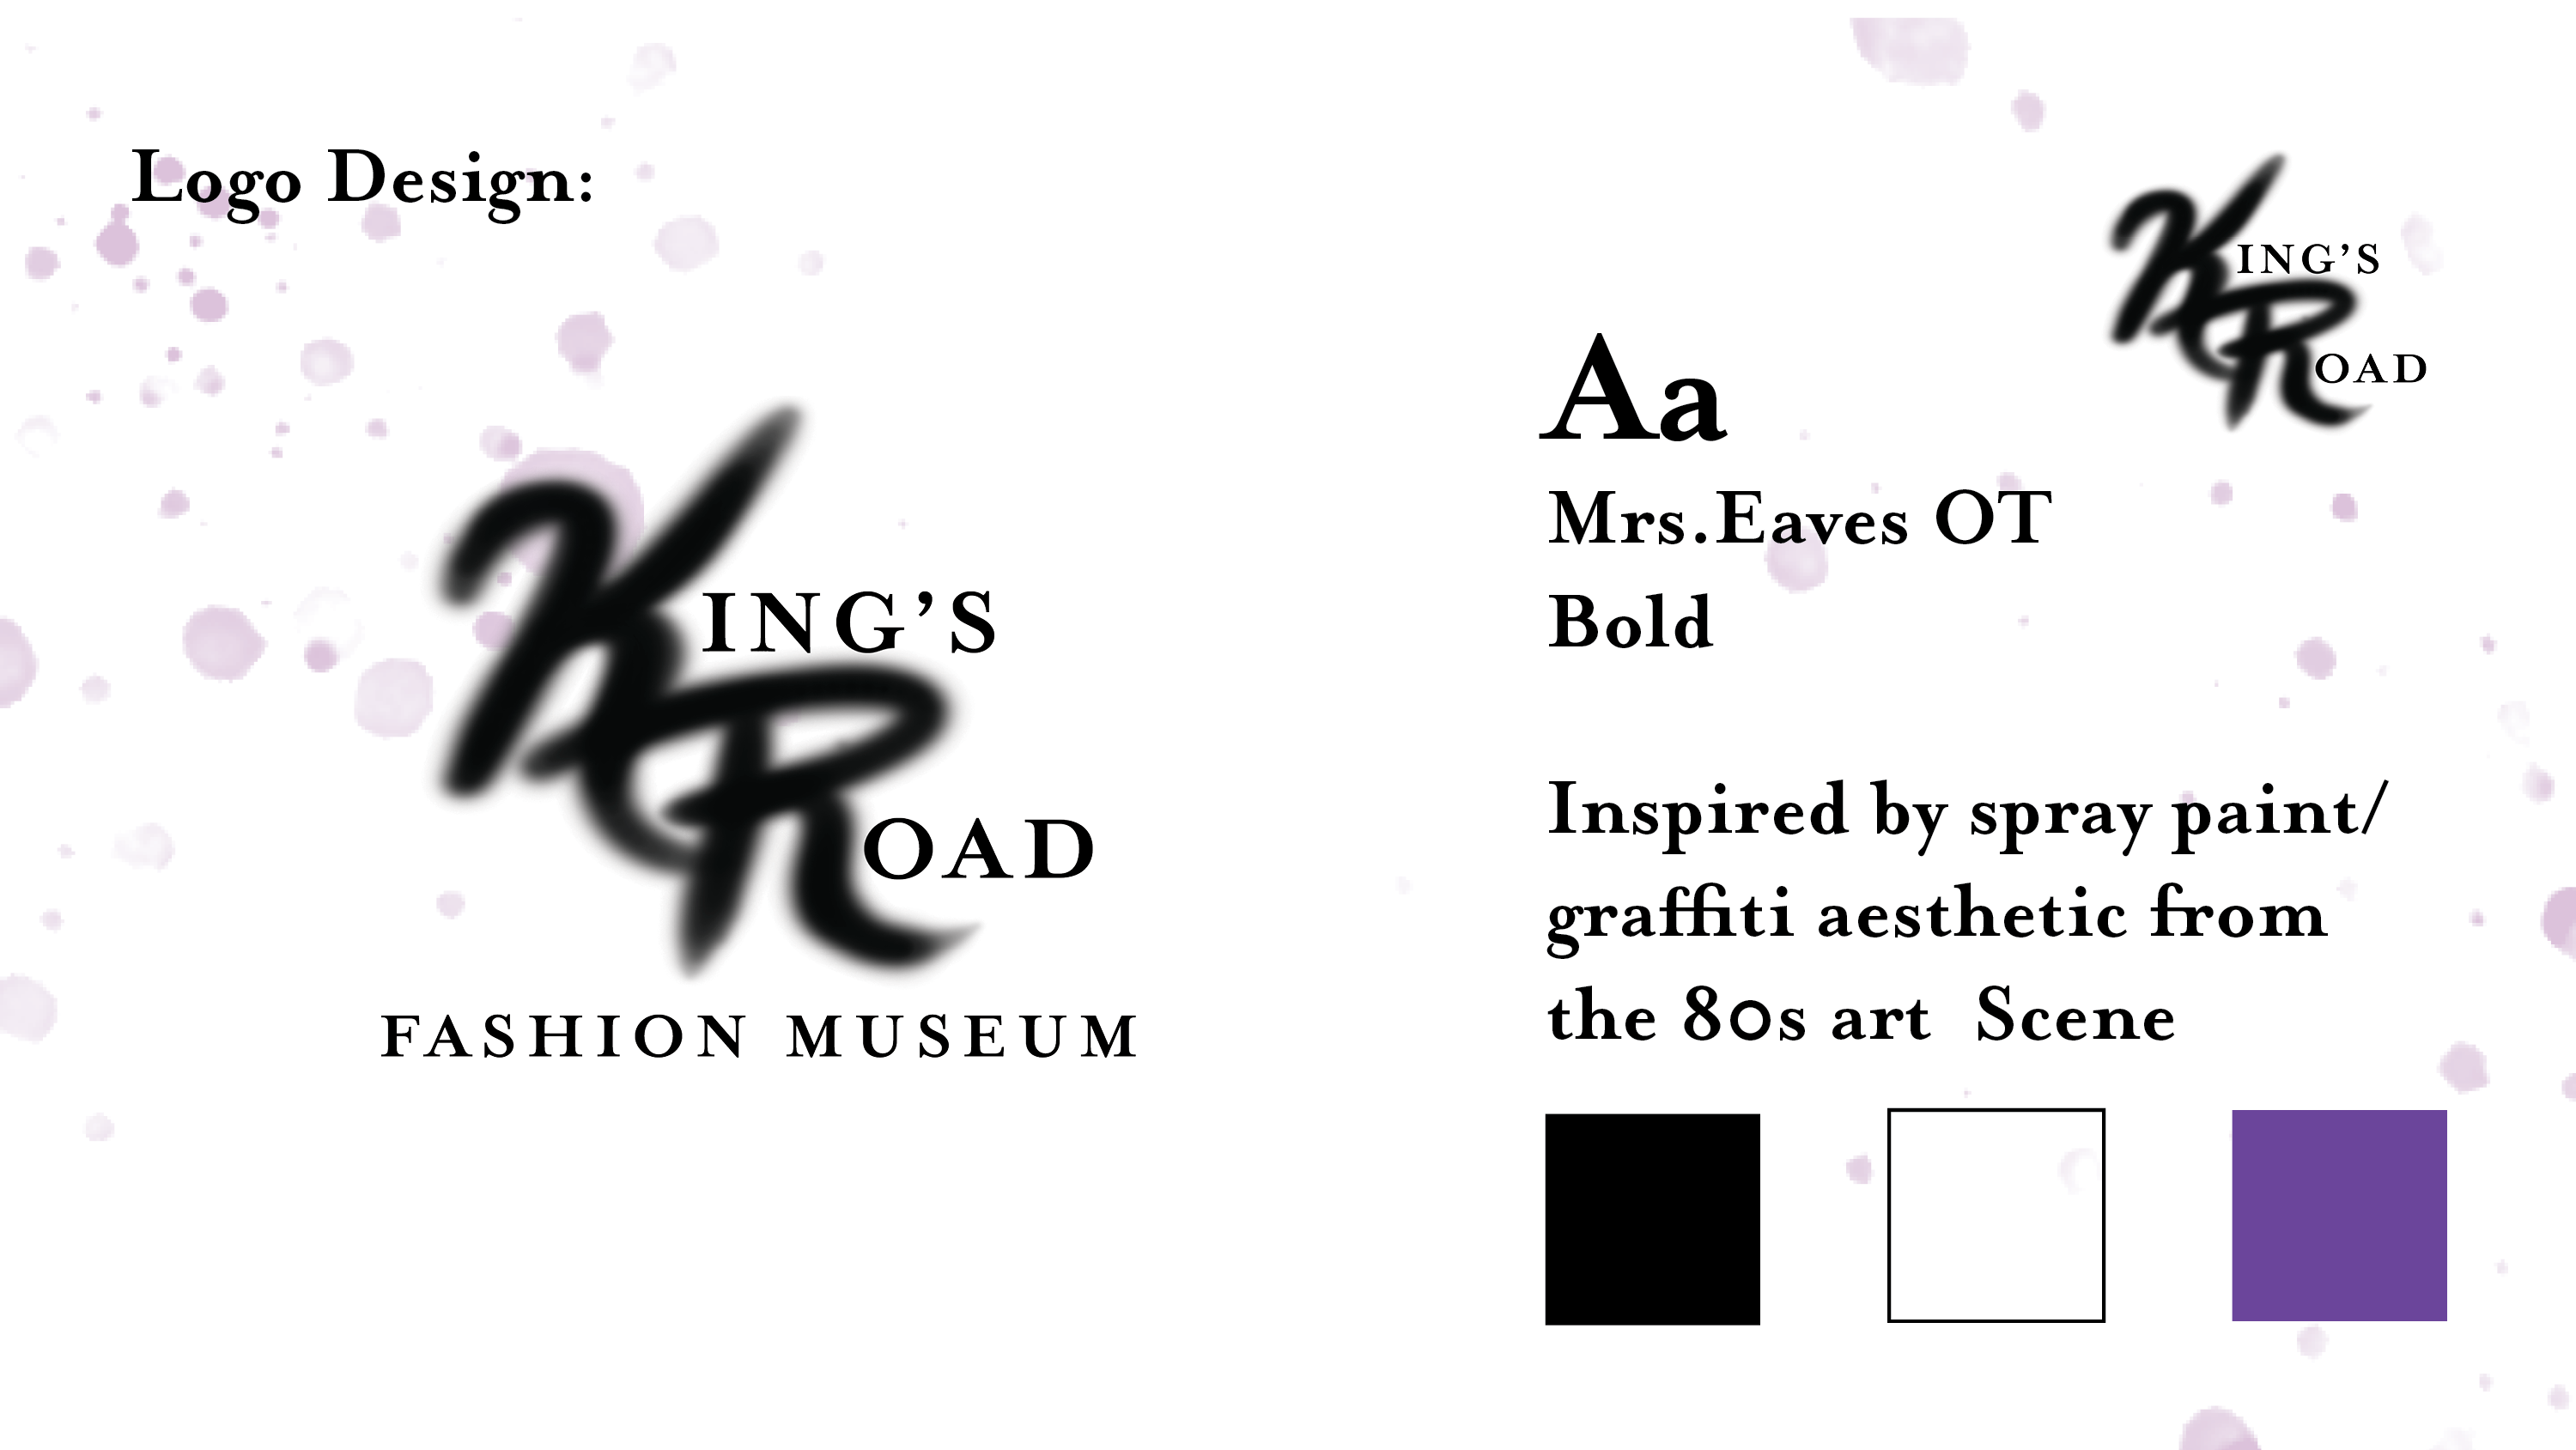 Logo Design:
KING’S
ROAD
FASHION MUSEUM
KING’S
ROAD
Aa
Mrs.Eaves OT
Bold
Inspired by spray paint/
graffiti aesthetic from
the 80s art  Scene